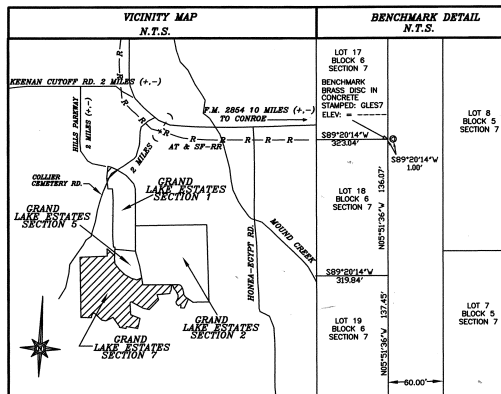 VICINITY MAP
N.T.S.
KEENAN CUTOFF RD. 2 MILES (+,-)
HILLS PARKWAY
2 MILES (+,-)
2 MILES (
R
R
R
R
F.M. 2854 10 MILES (+,-)
TO CONROE
R
R
R
R
AT & SF-RR
COLLIER
CEMETERY RD.
GRAND
LAKE ESTATES
SECTION 1
GRAND
LAKE ESTATES
SECTION 5
MOUND CREEK
HONEA-EGYPT RD.
GRAND
LAKE ESTATES
SECTION 2
GRAND
LAKE ESTATES
SECTION 7
N
BENCHMARK DETAIL
N.T.S.
LOT 17
BLOCK 6
SECTION 7
BENCHMARK
BRASS DISC IN
CONCRETE
STAMPED: GLES7
ELEV: = ------
S89°20'14"W
323.04'
LOT 8
BLOCK 5
SECTION 7
S89°20'14"W
1.00'
LOT 18
BLOCK 6
SECTION 7
N05°51'36"W 136.07'
S89°20'14"W
319.84'
LOT 19
BLOCK 6
SECTION 7
N05°51'36"W 137.45'
LOT 7
BLOCK 5
SECTION 7
60.00'